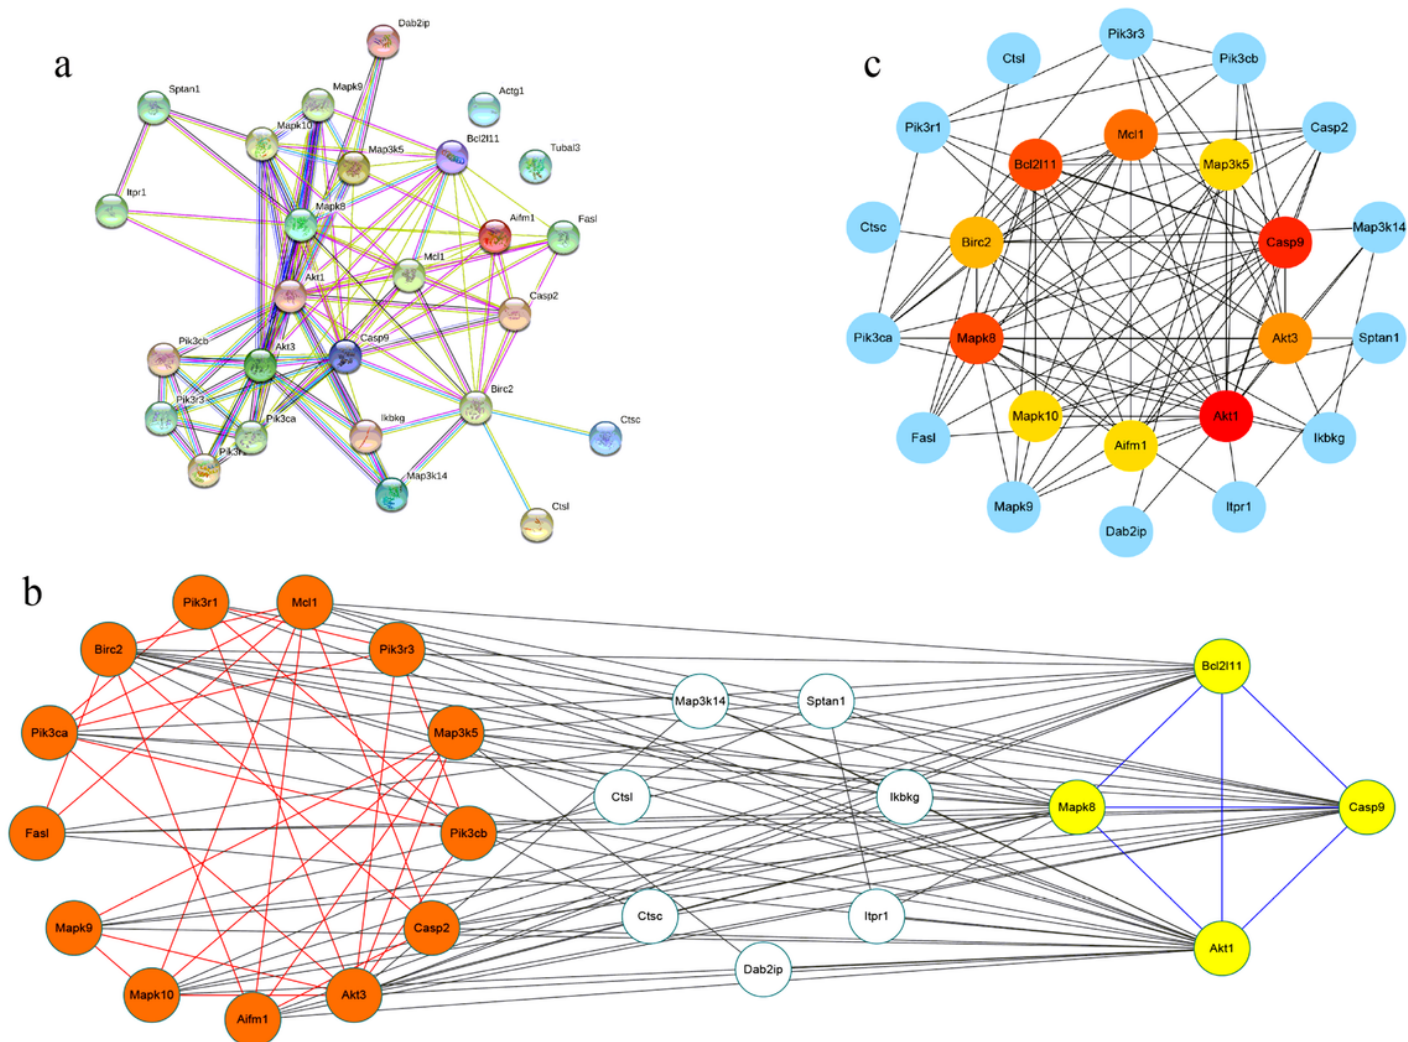 a
Dab2ip
Sptan1
Mapk9
Actg1
Mapk10
Bcl2l11
Map3k5
Tubal3
Itpr1
Mapk8
Aifm1
Fasl
Mcl1
Akt1
Casp2
Casp9
Pik3cb
Akt3
Birc2
Pik3r3
Pik3ca
Ikbkg
Ctsc
Map3k14
Ctsl
c
Pik3r3
Ctsl
Pik3cb
Pik3r1
Mcl1
Casp2
Bcl2l11
Map3k5
Ctsc
Birc2
Casp9
Map3k14
Pik3ca
Mapk8
Akt3
Sptan1
Mapk10
Akt1
Fasl
Aifm1
Ikbkg
Mapk9
Itpr1
Dab2ip
b
Pik3r1
Mcl1
Birc2
Pik3r3
Bcl2l11
Map3k14
Sptan1
Pik3ca
Map3k5
Ctsl
Ikbkg
Mapk8
Casp9
Fasl
Pik3cb
Mapk9
Casp2
Ctsc
Itpr1
Akt1
Dab2ip
Mapk10
Akt3
Aifm1